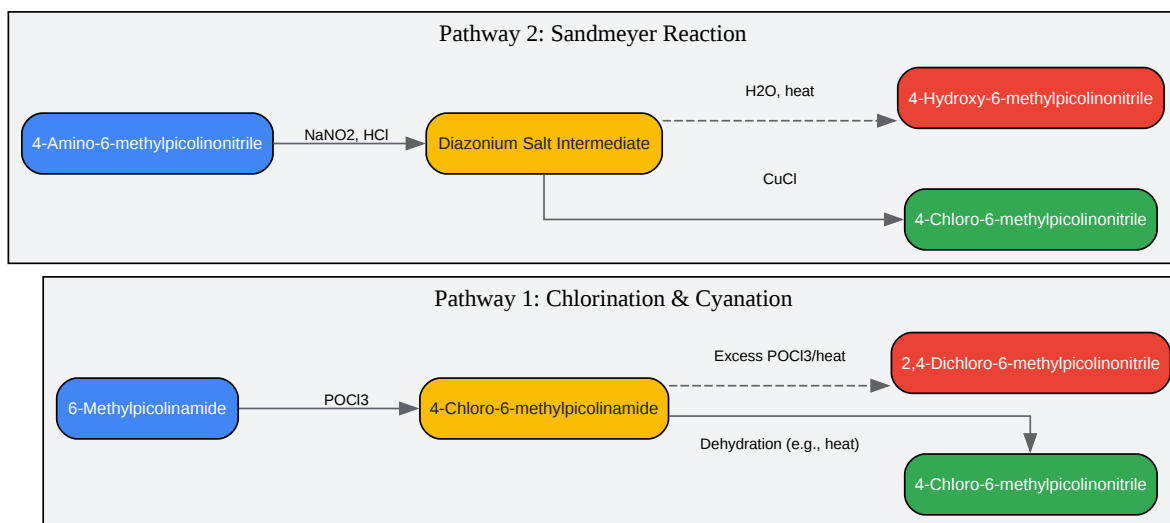 Pathway 2: Sandmeyer Reaction
H2O, heat
4-Hydroxy-6-methylpicolinonitrile
4-Amino-6-methylpicolinonitrile
NaNO2, HCl
Diazonium Salt Intermediate
CuCl
4-Chloro-6-methylpicolinonitrile
Pathway 1: Chlorination & Cyanation
Excess POCl3/heat
2,4-Dichloro-6-methylpicolinonitrile
6-Methylpicolinamide
POCl3
4-Chloro-6-methylpicolinamide
Dehydration (e.g., heat)
4-Chloro-6-methylpicolinonitrile